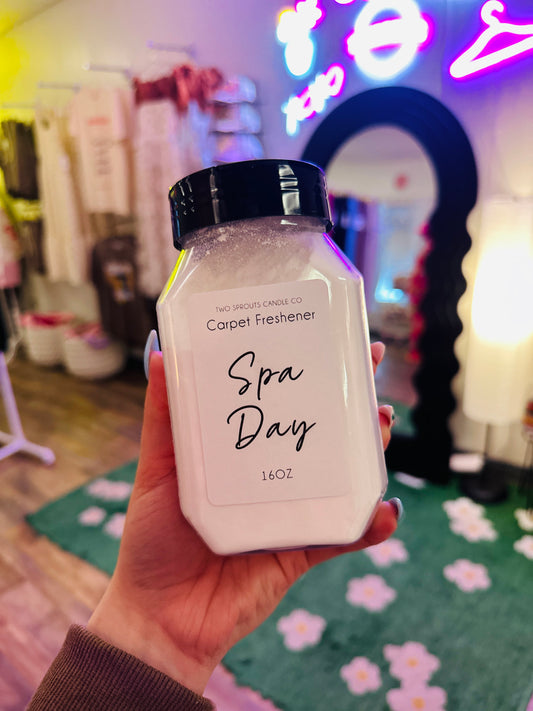 TWO SPROUTS CANDLE CO
Carpet Freshener
Spa
Day
16OZ